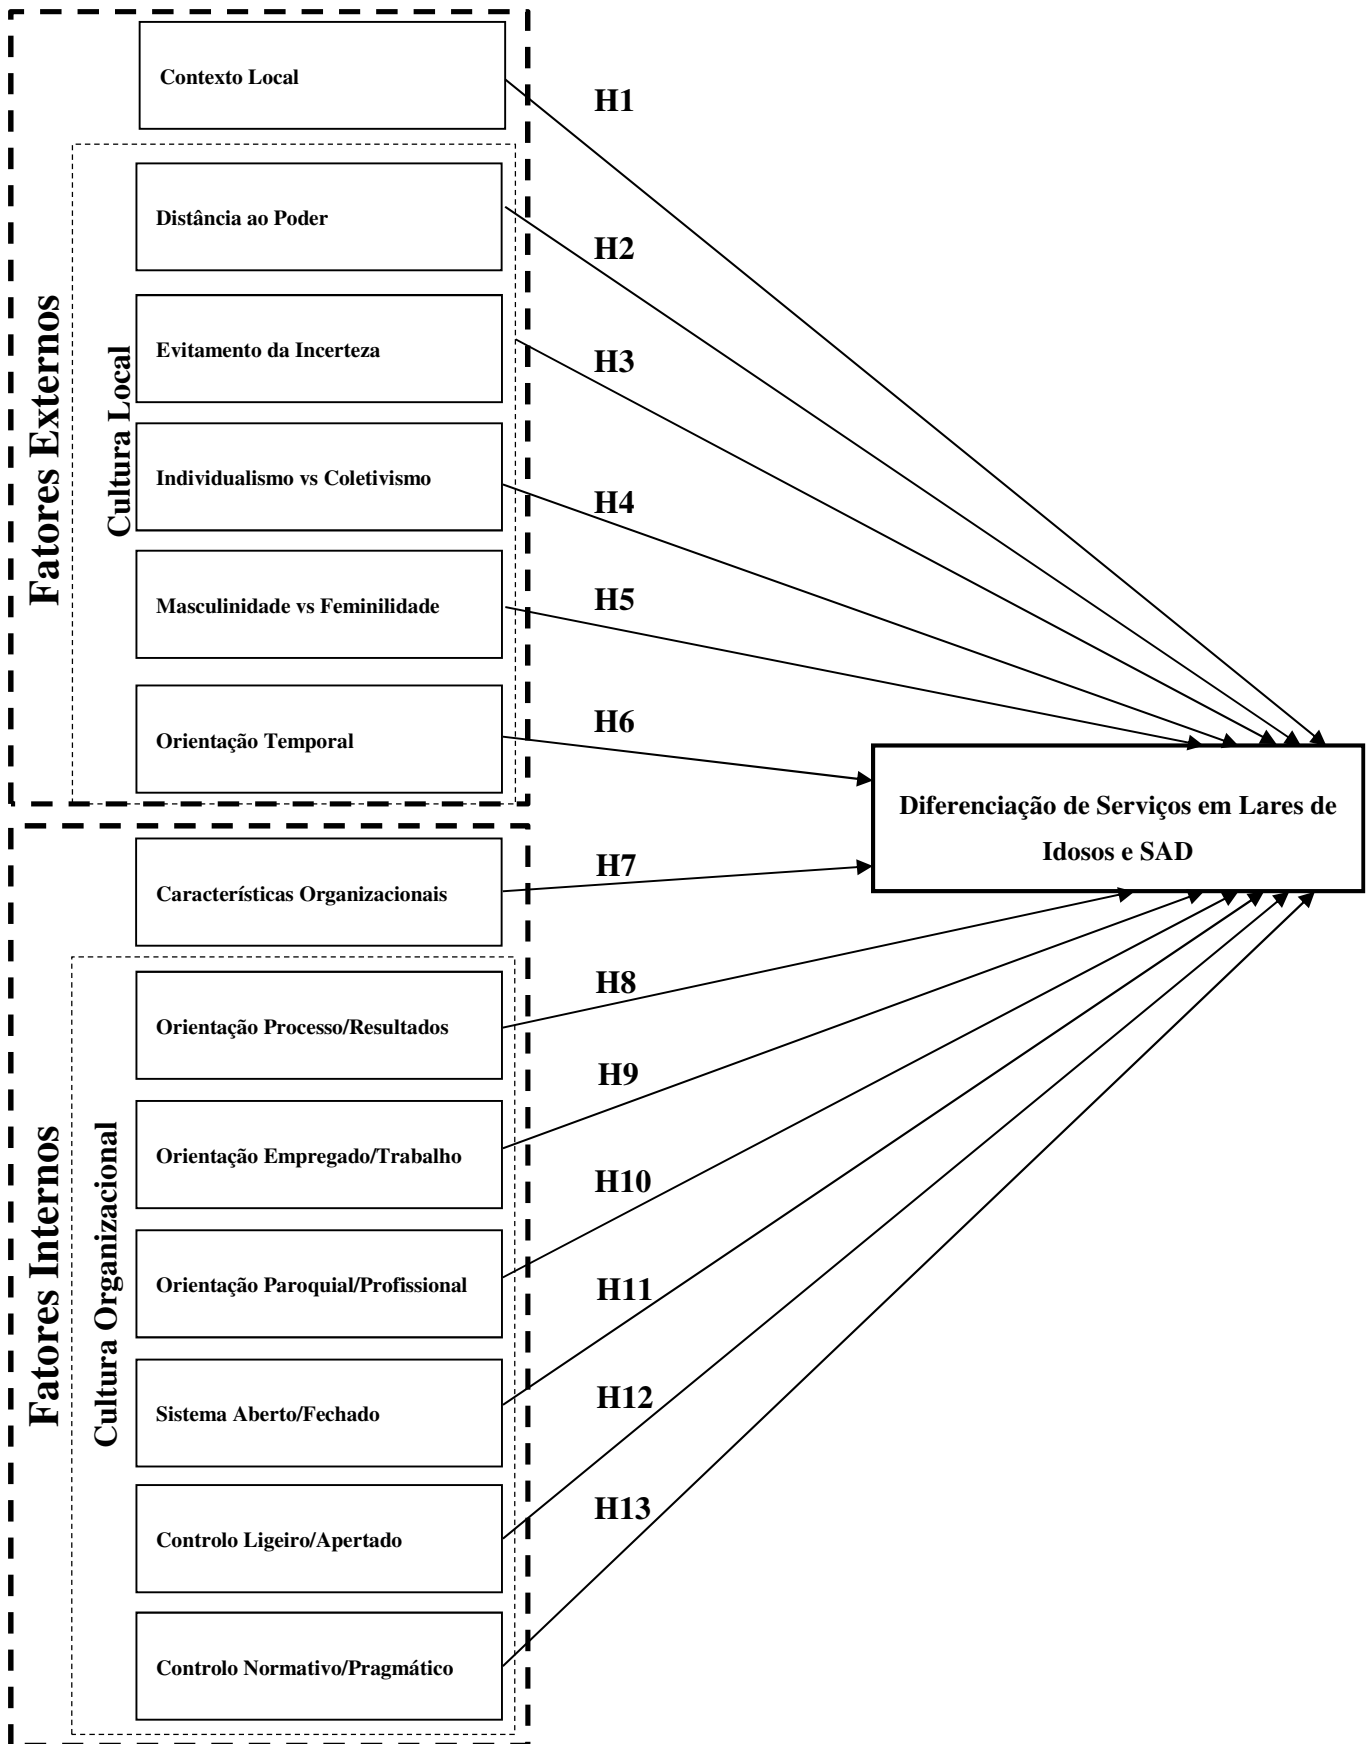 Fatores Externos
Contexto Local
H1
Cultura Local
Distância ao Poder
H2
Evitamento da Incerteza
H3
Individualismo vs Coletivismo
H4
Masculinidade vs Feminilidade
H5
Orientação Temporal
H6
Diferenciação de Serviços em Lares de
Idosos e SAD
Fatores Internos
Características Organizacionais
H7
Cultura Organizacional
Orientação Processo/Resultados
H8
Orientação Empregado/Trabalho
H9
Orientação Paroquial/Profissional
H10
Sistema Aberto/Fechado
H11
Controlo Ligeiro/Apertado
H12
Controlo Normativo/Pragmático
H13